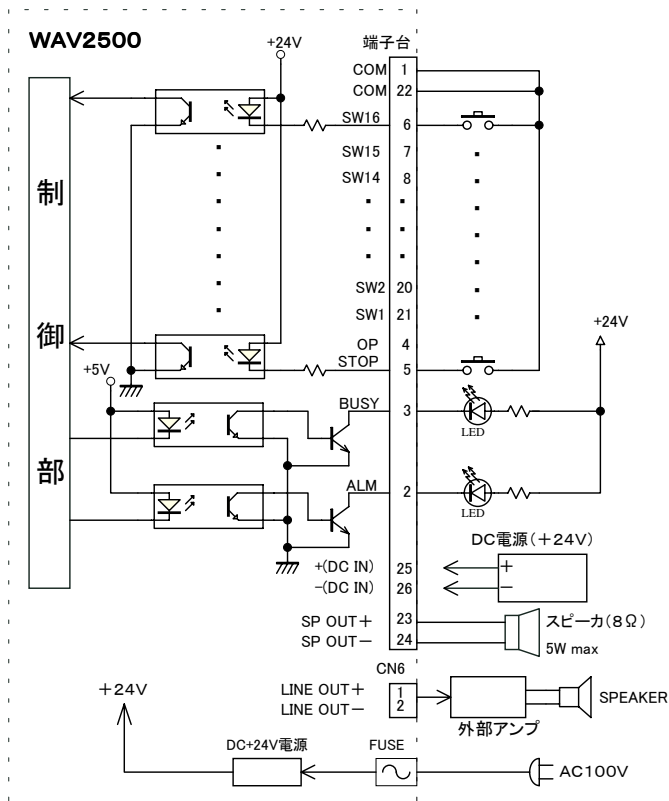 WAV2500
+24V
端子台
COM 1
COM 22
SW16 6
SW15 7
SW14 8
制
SW2 20
SW1 21
OP 4
STOP 5
御
+24V
+5V
BUSY 3
LED
部
ALM 2
LED
DC電源(+24V)
+(DC IN) 25 +
-(DC IN) 26 −
SP OUT+ 23
SP OUT− 24
スピーカ(8Ω)
5W max
CN6
LINE OUT+ 1
LINE OUT− 2
SPEAKER
外部アンプ
+24V
DC+24V電源
FUSE
AC100V